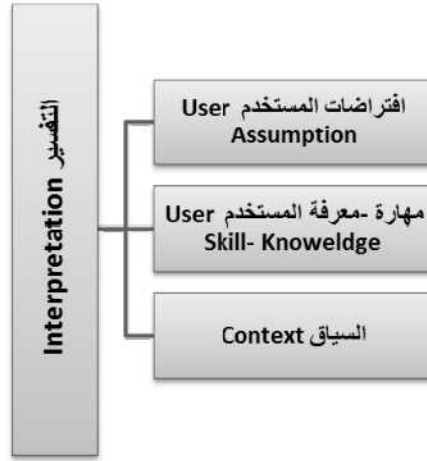 التفسير Interpretation
افتراضات المستخدم User
Assumption
مهارة -معرفة المستخدم User
Skill- Knoweldge
السياق Context